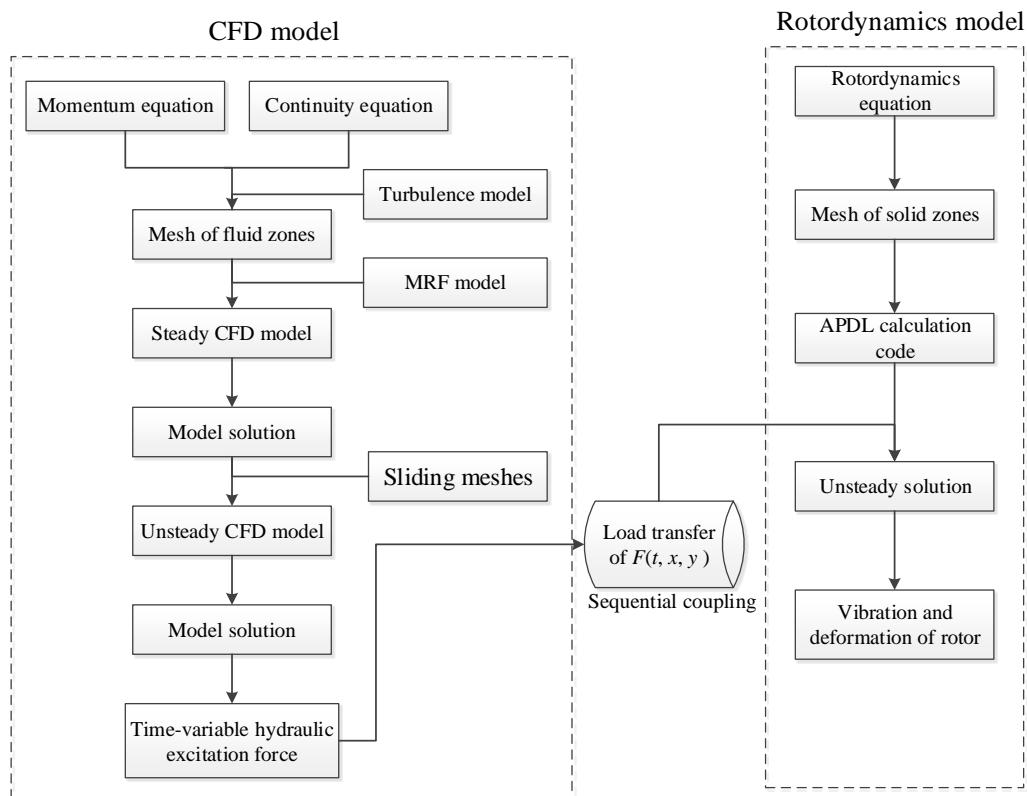 CFD model
Momentum equation
Continuity equation
Turbulence model
Mesh of fluid zones
MRF model
Steady CFD model
Model solution
Sliding meshes
Unsteady CFD model
Model solution
Time-variable hydraulic
excitation force
Load transfer
of F(t, x, y )
Sequential coupling
Rotordynamics model
Rotordynamics
equation
Mesh of solid zones
APDL calculation
code
Unsteady solution
Vibration and
deformation of rotor